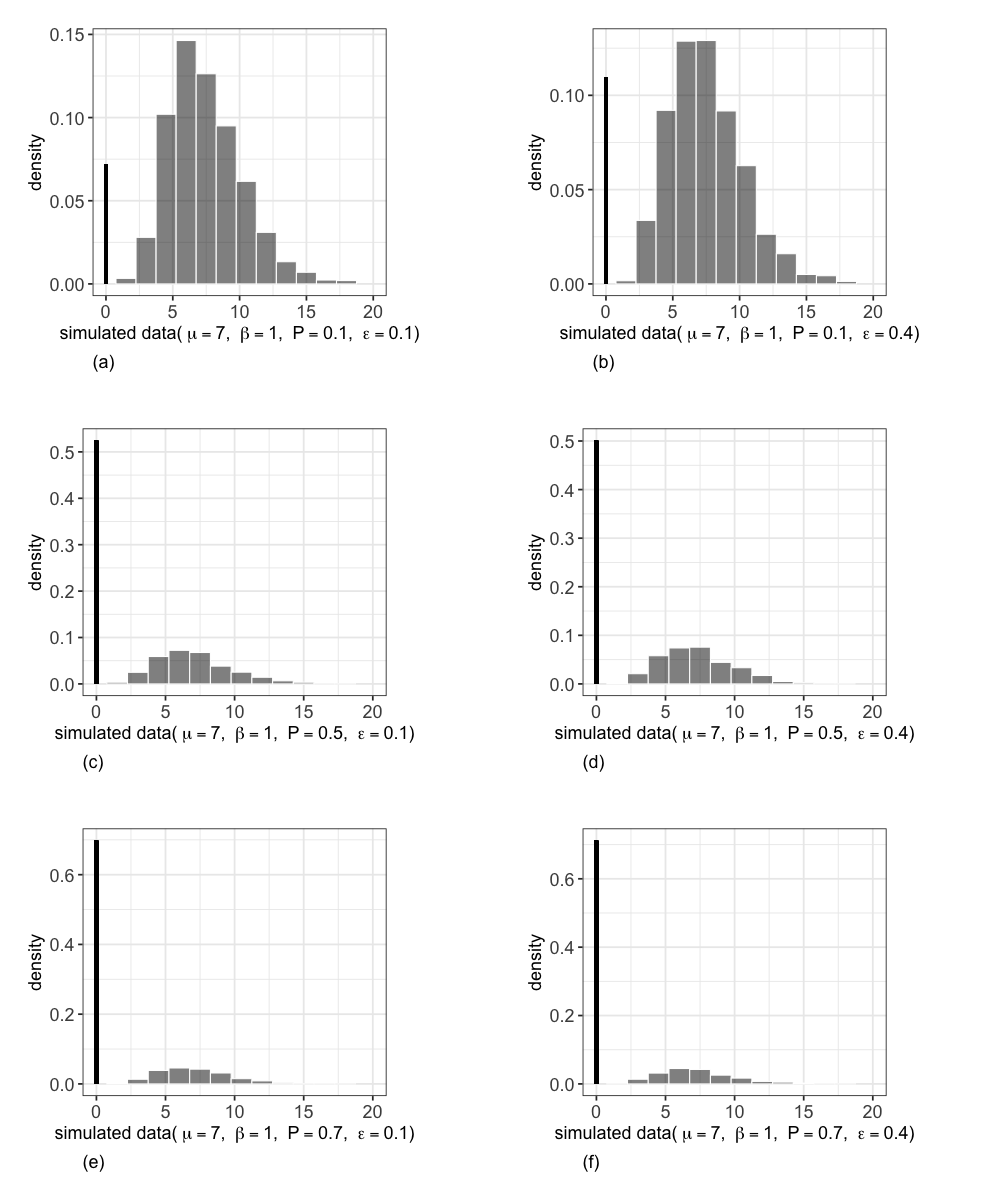 0.15
0.10
0.05
0.00
density
0 5 10 15 20
simulated data( μ = 7, β = 1, P = 0.1, ε = 0.1)
(a)
0.10
0.05
0.00
density
0 5 10 15 20
simulated data( μ = 7, β = 1, P = 0.1, ε = 0.4)
(b)
0.5
0.4
0.3
0.2
0.1
0.0
density
0 5 10 15 20
simulated data( μ = 7, β = 1, P = 0.5, ε = 0.1)
(c)
0.5
0.4
0.3
0.2
0.1
0.0
density
0 5 10 15 20
simulated data( μ = 7, β = 1, P = 0.5, ε = 0.4)
(d)
0.6
0.4
0.2
0.0
density
0 5 10 15 20
simulated data( μ = 7, β = 1, P = 0.7, ε = 0.1)
(e)
0.6
0.4
0.2
0.0
density
0 5 10 15 20
simulated data( μ = 7, β = 1, P = 0.7, ε = 0.4)
(f)